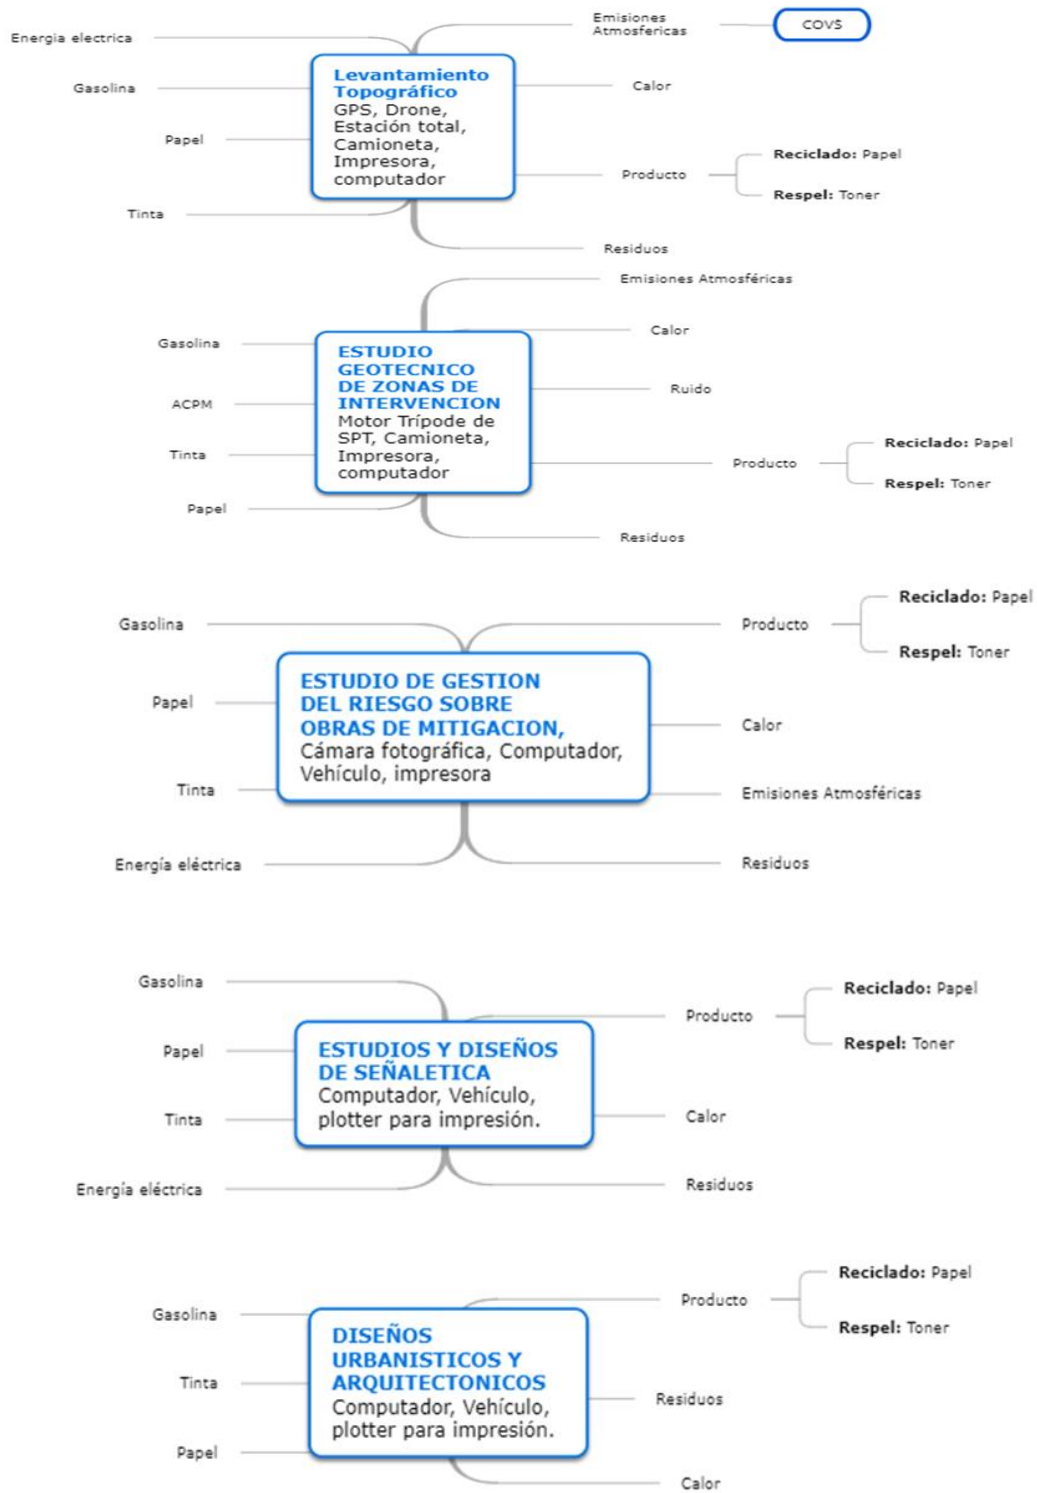 Energia electrica
Gasolina
Papel
Tinta
Levantamiento
Topográfico
GPS, Drone,
Estación total,
Camioneta,
Impresora,
computador
Emisiones
Atmosfericas
COVS
Calor
Producto
Reciclado: Papel
Respel: Toner
Residuos
Gasolina
ACPM
Tinta
Papel
ESTUDIO
GEOTECNICO
DE ZONAS DE
INTERVENCION
Motor Trípode de
SPT, Camioneta,
Impresora,
computador
Emisiones Atmosféricas
Calor
Ruido
Producto
Reciclado: Papel
Respel: Toner
Residuos
Gasolina
Papel
Tinta
Energía eléctrica
ESTUDIO DE GESTION
DEL RIESGO SOBRE
OBRAS DE MITIGACION,
Cámara fotográfica, Computador,
Vehículo, impresora
Producto
Reciclado: Papel
Respel: Toner
Calor
Emisiones Atmosféricas
Residuos
Gasolina
Papel
Tinta
Energía eléctrica
ESTUDIOS Y DISEÑOS
DE SEÑALETICA
Computador, Vehículo,
plotter para impresión.
Producto
Reciclado: Papel
Respel: Toner
Calor
Residuos
Gasolina
Tinta
Papel
DISEÑOS
URBANISTICOS Y
ARQUITECTONICOS
Computador, Vehículo,
plotter para impresión.
Producto
Reciclado: Papel
Respel: Toner
Residuos
Calor